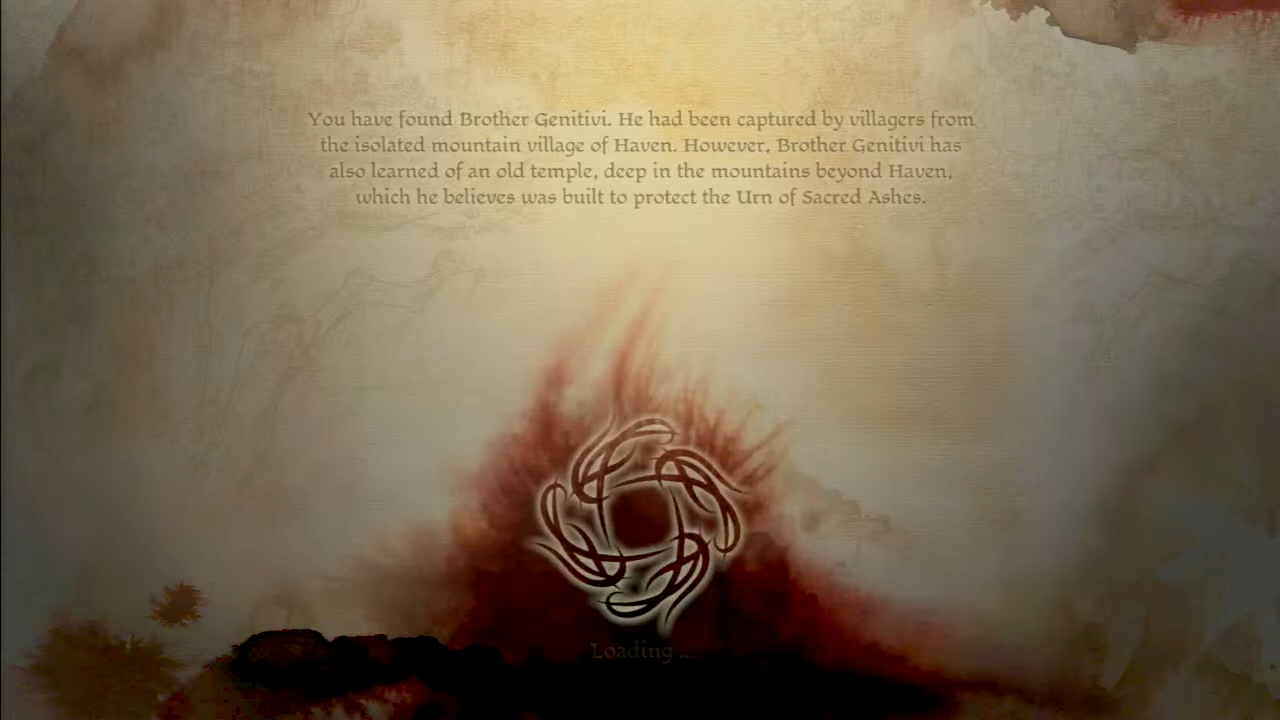 You have found Brother Genitivi. He had been captured by villagers from
the isolated mountain village of Haven. However, Brother Genitivi has
also learned of an old temple, deep in the mountains beyond Haven,
which he believes was built to protect the Urn of Sacred Ashes.
Loading ...